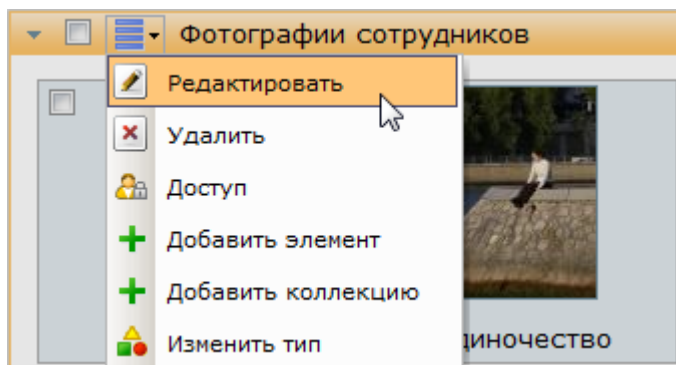 Фотографии сотрудников
Редактировать
Удалить
Доступ
Добавить элемент
Добавить коллекцию
Изменить тип
диночество